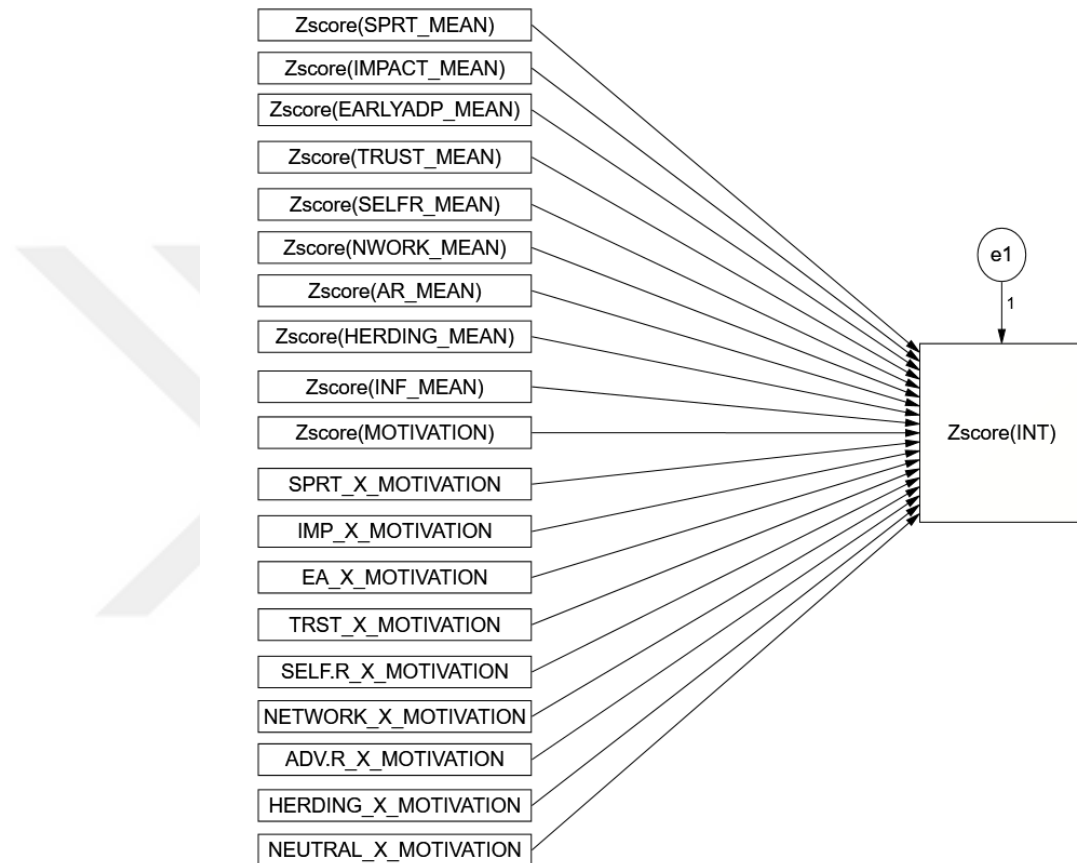 Zscore(SPRT_MEAN)
Zscore(IMPACT_MEAN)
Zscore(EARLYADP_MEAN)
Zscore(TRUST_MEAN)
Zscore(SELFR_MEAN)
Zscore(NWORK_MEAN)
Zscore(AR_MEAN)
Zscore(HERDING_MEAN)
Zscore(INF_MEAN)
Zscore(MOTIVATION)
SPRT_X_MOTIVATION
IMP_X_MOTIVATION
EA_X_MOTIVATION
TRST_X_MOTIVATION
SELF.R_X_MOTIVATION
NETWORK_X_MOTIVATION
ADV.R_X_MOTIVATION
HERDING_X_MOTIVATION
NEUTRAL_X_MOTIVATION
e1
1
Zscore(INT)